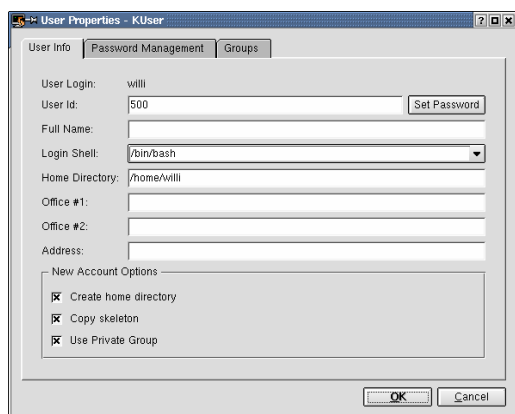 User Properties - KUser
User Info
Password Management
Groups
User Login: willi
User Id: 500 Set Password
Full Name:
Login Shell: /bin/bash
Home Directory: /home/willi
Office #1:
Office #2:
Address:
New Account Options
Create home directory
Copy skeleton
Use Private Group
OK Cancel